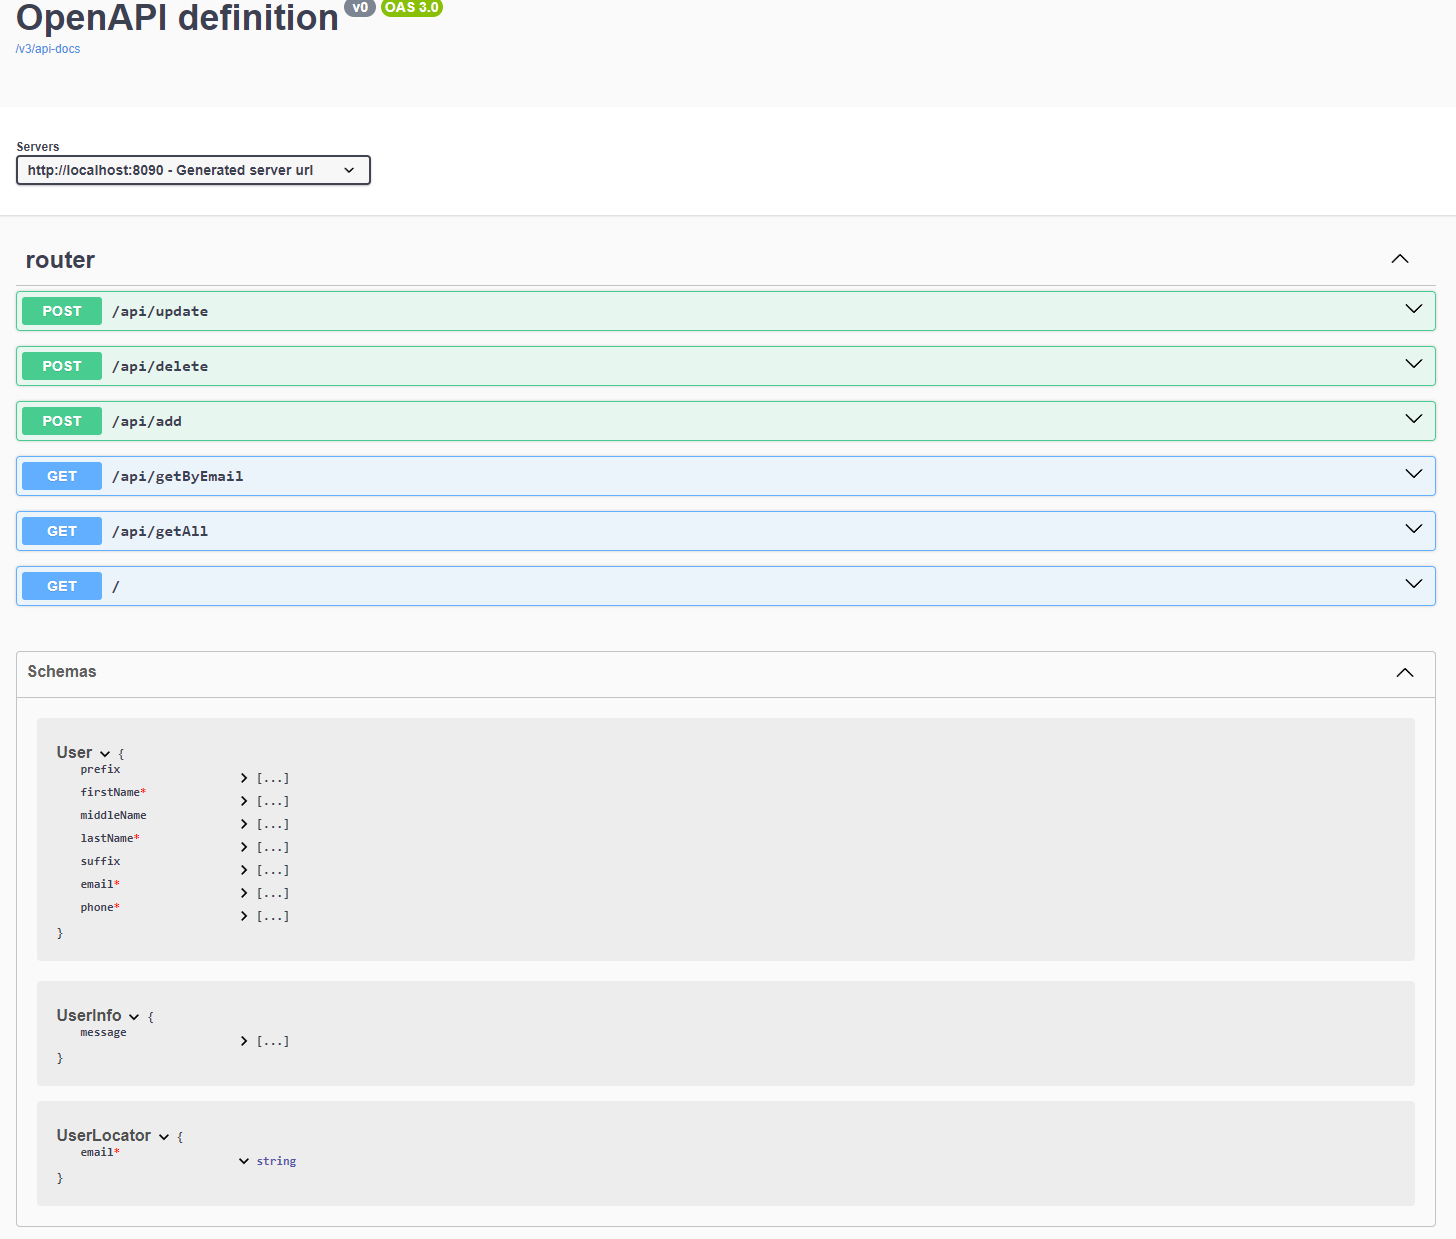 OpenAPI definition v0 OAS 3.0
/v3/api-docs
Servers
http://localhost:8090 - Generated server url
router
POST /api/update
POST /api/delete
POST /api/add
GET /api/getByEmail
GET /api/getAll
GET /
Schemas
User {
prefix [...]
firstName* [...]
middleName [...]
lastName* [...]
suffix [...]
email* [...]
phone* [...]
}
UserInfo {
message [...]
}
UserLocator {
email* string
}